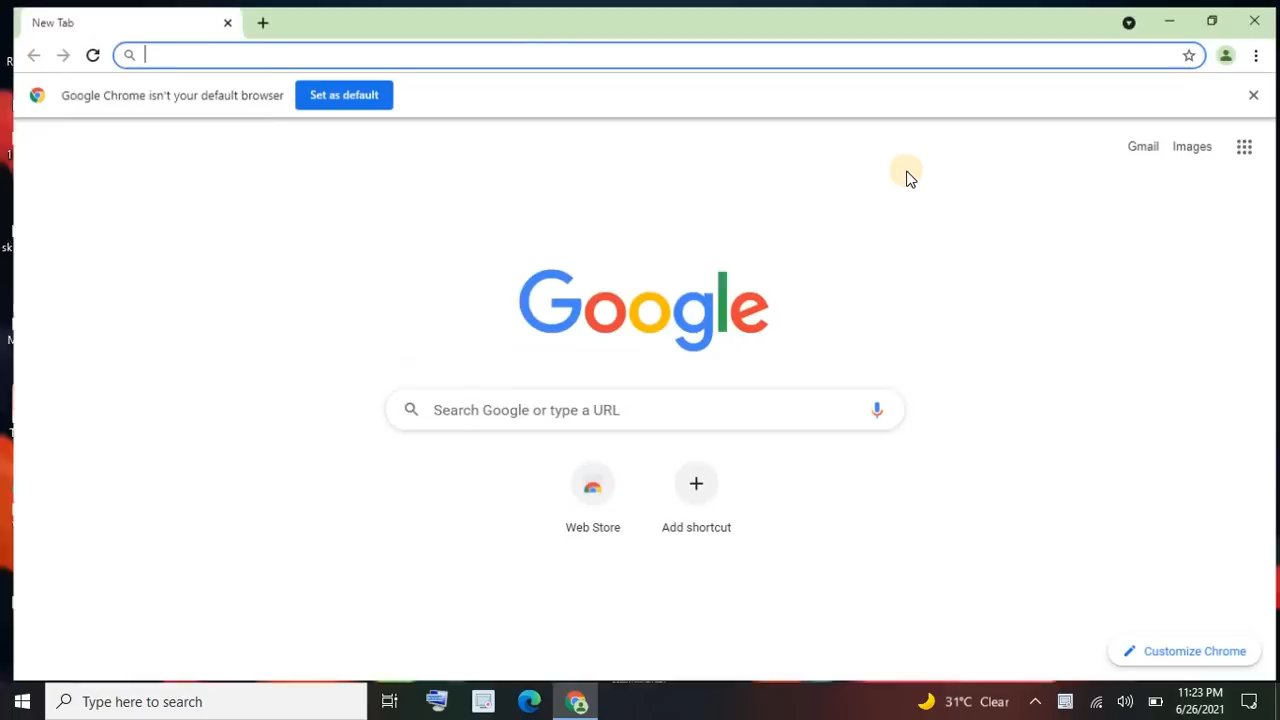 New Tab
Google Chrome isn't your default browser
Set as default
Gmail
Images
Google
Search Google or type a URL
Web Store
Add shortcut
Customize Chrome
Type here to search
31°C Clear
11:23 PM
6/26/2021